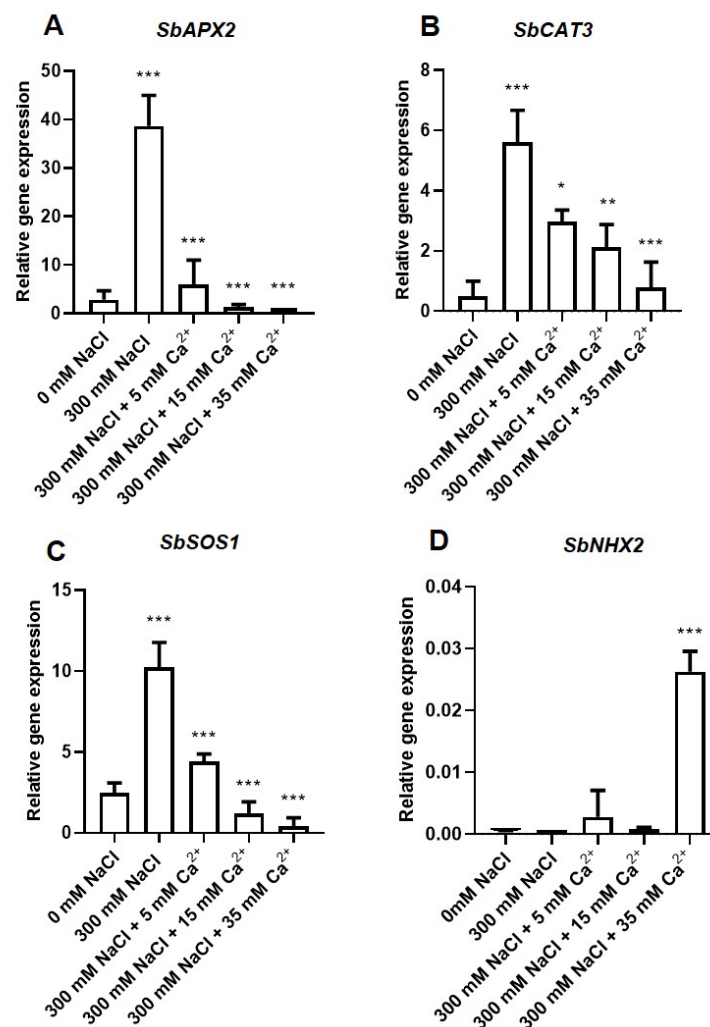 A
SbAPX2
Relative gene expression
50
40
30
20
10
0
***
***
***
***
0 mM NaCl
300 mM NaCl
300 mM NaCl + 5 mM Ca²⁺
300 mM NaCl + 15 mM Ca²⁺
300 mM NaCl + 35 mM Ca²⁺
B
SbCAT3
Relative gene expression
8
6
4
2
0
***
*
**
***
0 mM NaCl
300 mM NaCl
300 mM NaCl + 5 mM Ca²⁺
300 mM NaCl + 15 mM Ca²⁺
300 mM NaCl + 35 mM Ca²⁺
C
SbSOS1
Relative gene expression
15
10
5
0
***
***
***
***
0 mM NaCl
300 mM NaCl
300 mM NaCl + 5 mM Ca²⁺
300 mM NaCl + 15 mM Ca²⁺
300 mM NaCl + 35 mM Ca²⁺
D
SbNHX2
Relative gene expression
0.04
0.03
0.02
0.01
0.00
***
0mM NaCl
300 mM NaCl
300 mM NaCl + 5 mM Ca²⁺
300 mM NaCl + 15 mM Ca²⁺
300 mM NaCl + 35 mM Ca²⁺